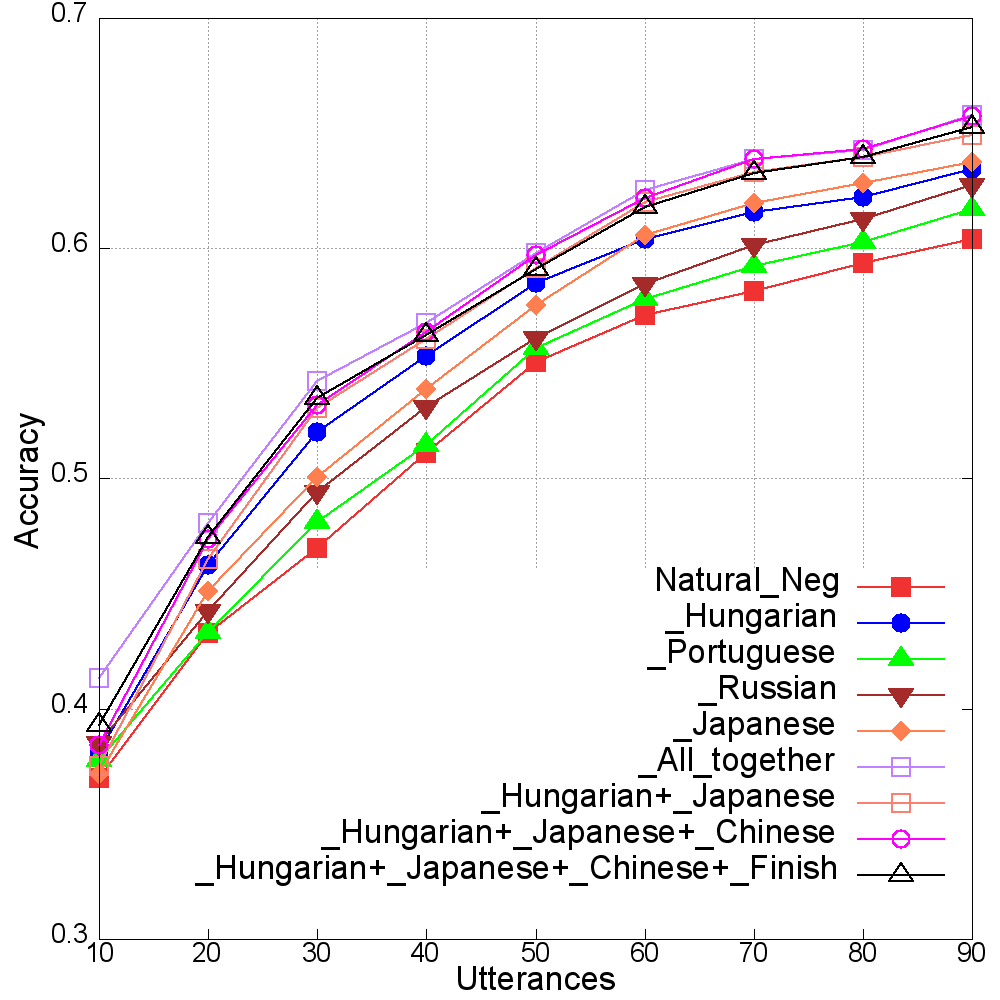 0.7
0.6
0.5
0.4
0.3
Accuracy
Natural_Neg
_Hungarian
_Portuguese
_Russian
_Japanese
_All_together
_Hungarian+_Japanese
_Hungarian+_Japanese+_Chinese
_Hungarian+_Japanese+_Chinese+_Finish
10 20 30 40 50 60 70 80 90
Utterances